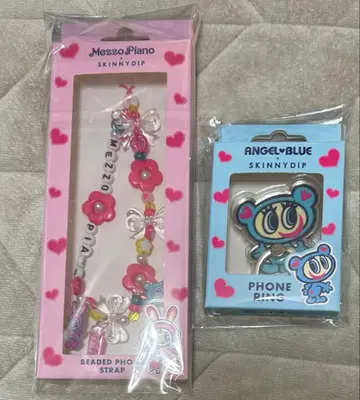 Mezzo Piano
×
SKINNYDIP
MEZZO PIA
BEADED PHO
STRAP
ANGEL♥BLUE
×
SKINNYDIP
PHONE
RING